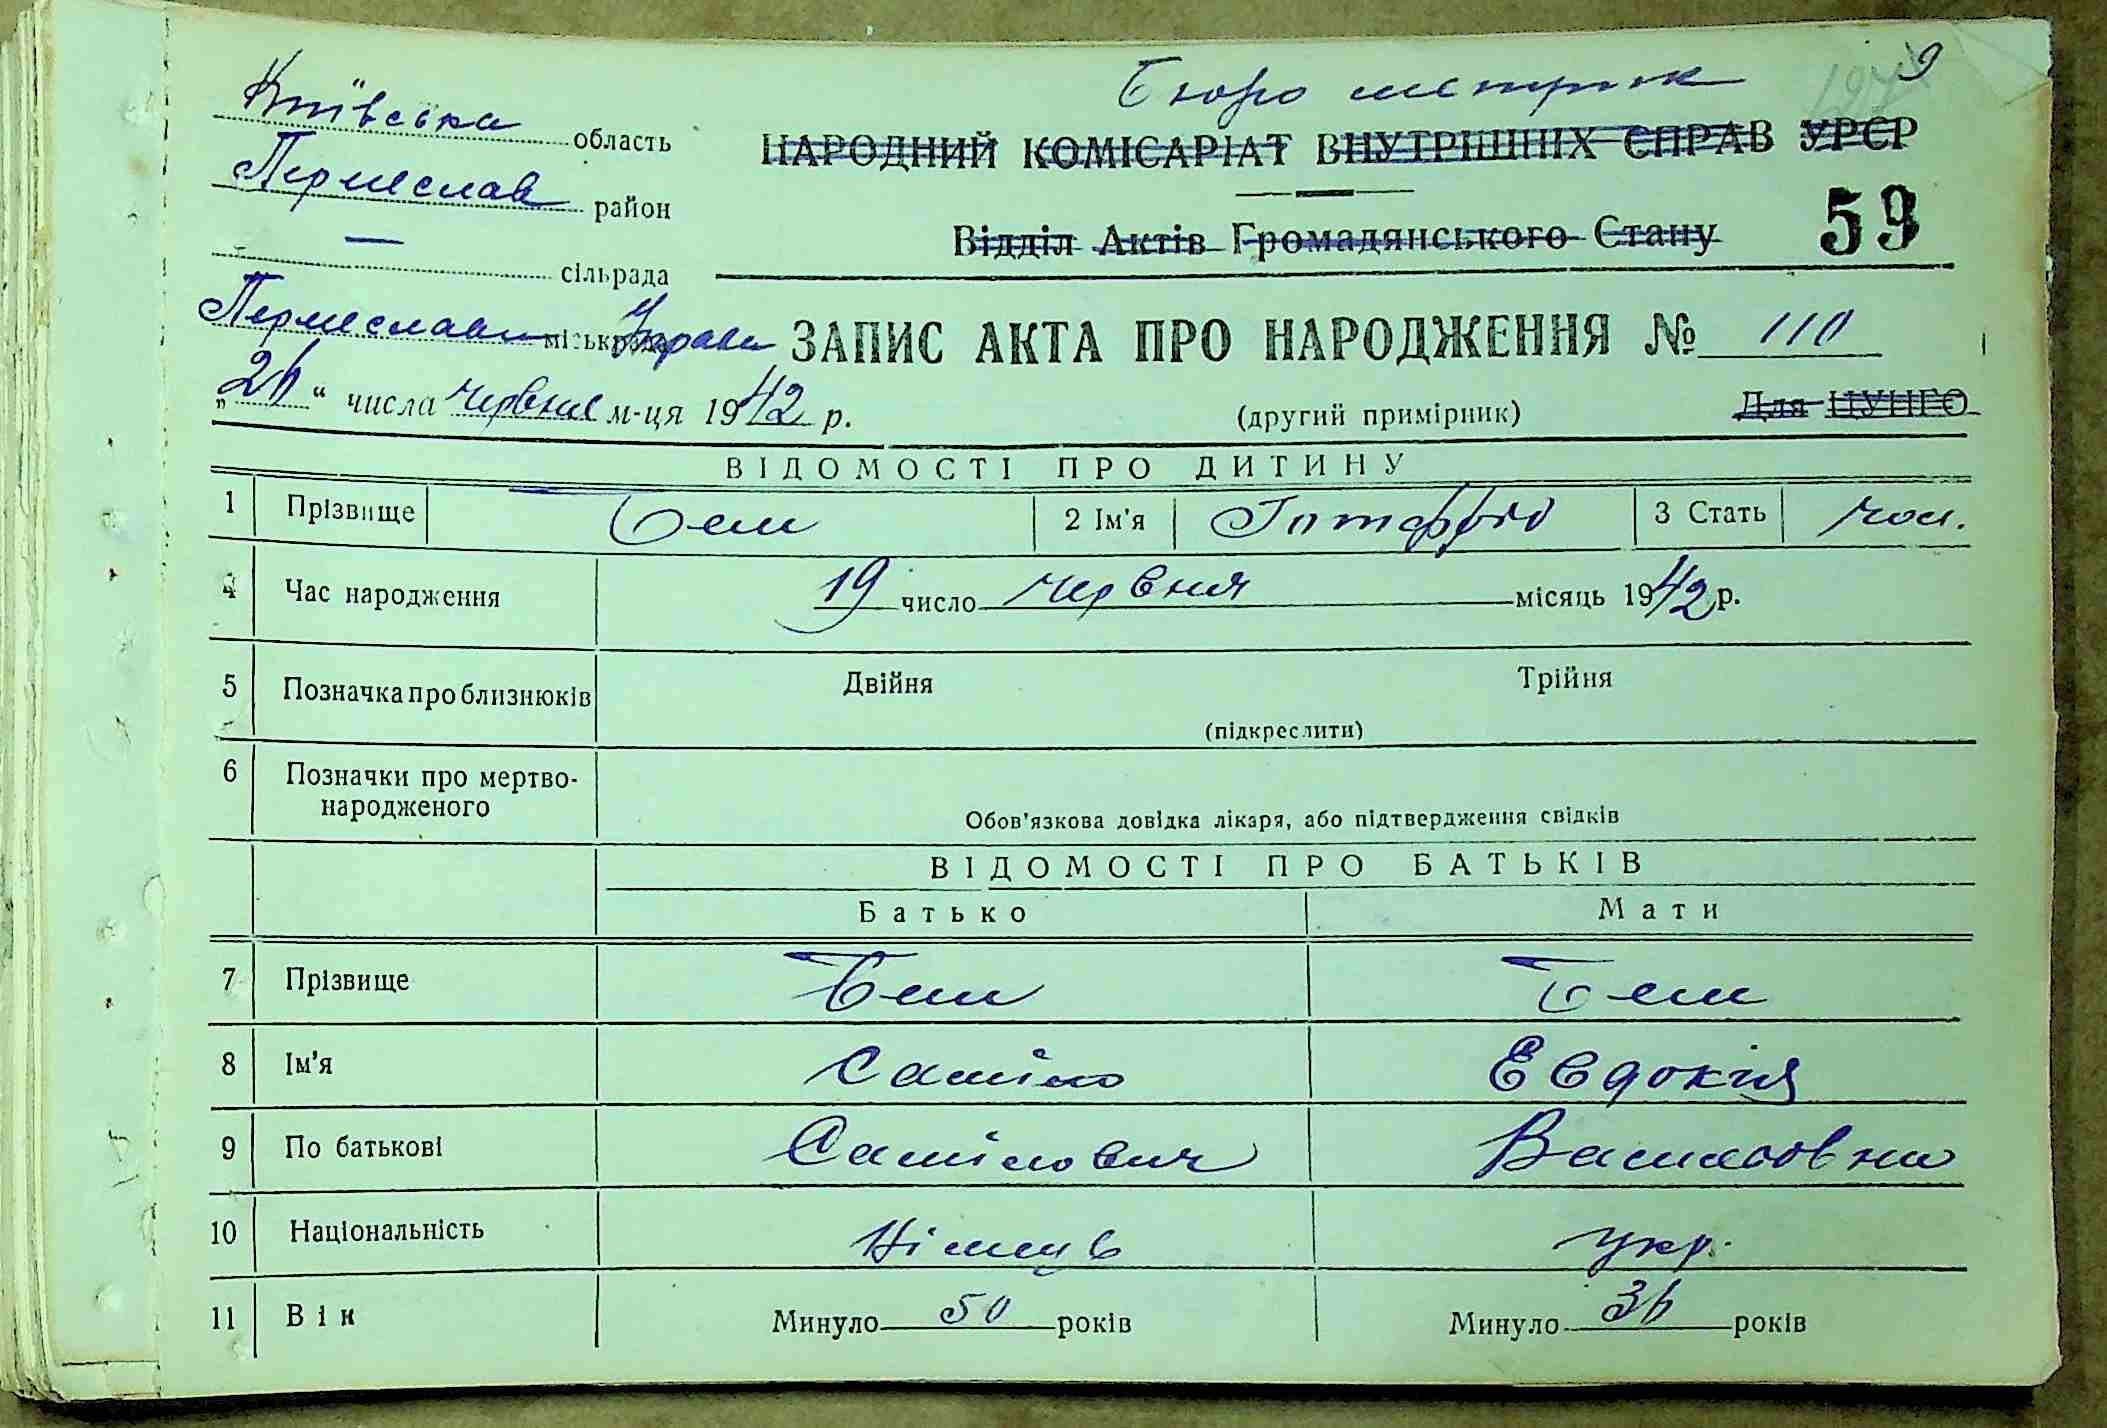 Київська область
Переяслав район
— сільрада
Переяславська міськ Управа
„26“ числа червня м-ця 1942 р.
Бюро метрик
9
НАРОДНИЙ КОМІСАРІАТ ВНУТРІШНІХ СПРАВ УРСР
Відділ Актів Громадянського Стану
59
ЗАПИС АКТА ПРО НАРОДЖЕННЯ № 110
(другий примірник)
Для ЦУНГО
ВІДОМОСТІ ПРО ДИТИНУ
1 Прізвище Бем 2 Ім'я Готфрід 3 Стать чол.
4 Час народження 19 число червня місяць 1942 р.
5 Позначка про близнюків Двійня Трійня
(підкреслити)
6 Позначки про мертво-
народженого
Обов'язкова довідка лікаря, або підтвердження свідків
ВІДОМОСТІ ПРО БАТЬКІВ
Батько Мати
7 Прізвище Бем Бем
8 Ім'я Евдокія
9 По батькові Васильовна
10 Національність Німець укр.
11 Вік Минуло 50 років Минуло 36 років